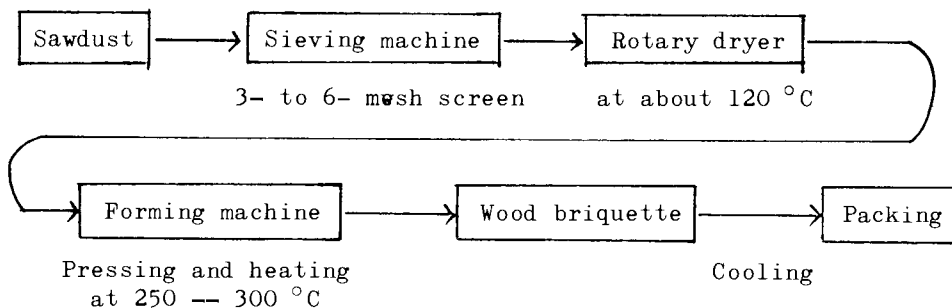 Sawdust
Sieving machine
Rotary dryer
3- to 6- mesh screen
at about 120 °C
Forming machine
Wood briquette
Packing
Pressing and heating
at 250 -- 300 °C
Cooling